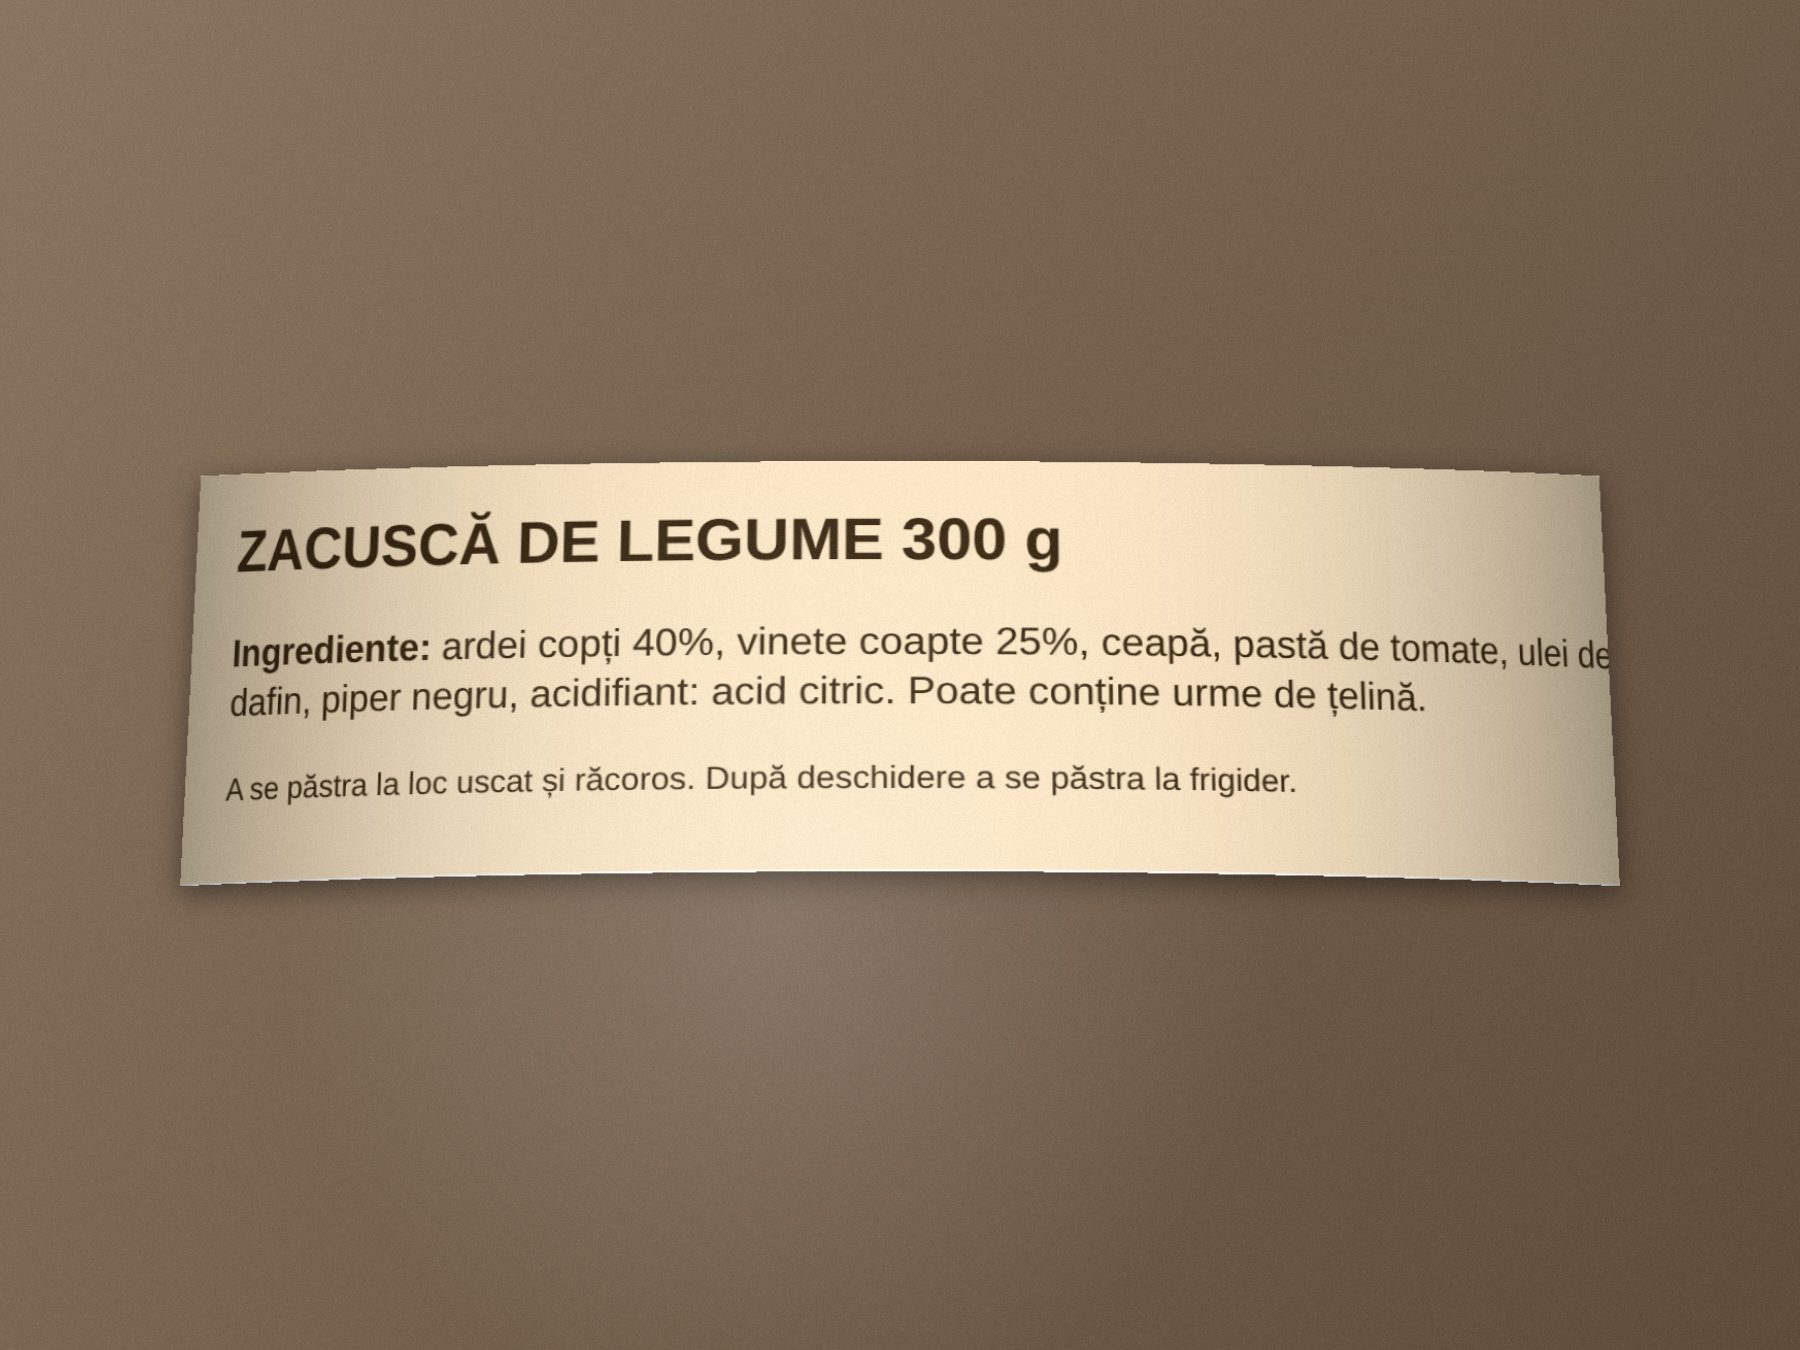 ZACUSCĂ DE LEGUME 300 g
Ingrediente: ardei copți 40%, vinete coapte 25%, ceapă, pastă de tomate, ulei de
dafin, piper negru, acidifiant: acid citric. Poate conține urme de țelină.
A se păstra la loc uscat și răcoros. După deschidere a se păstra la frigider.